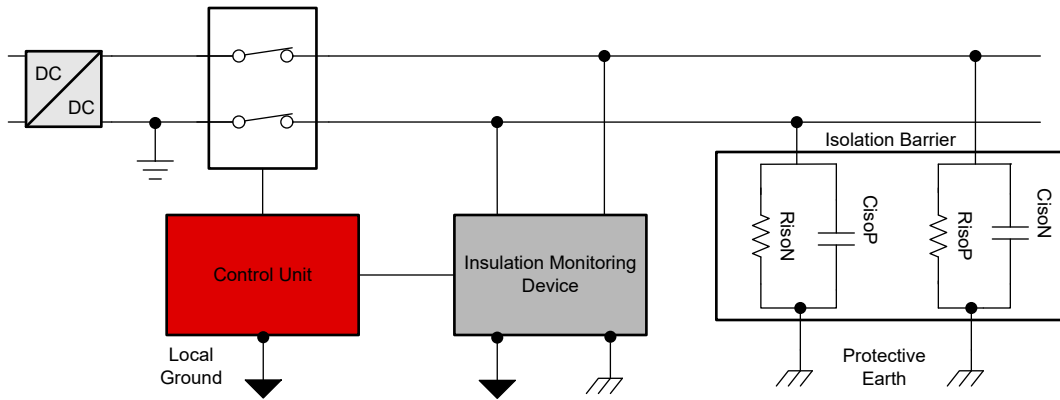 DC
DC
Isolation Barrier
RisoN
CisoP
RisoP
CisoN
Control Unit
Insulation Monitoring
Device
Local
Ground
Protective
Earth